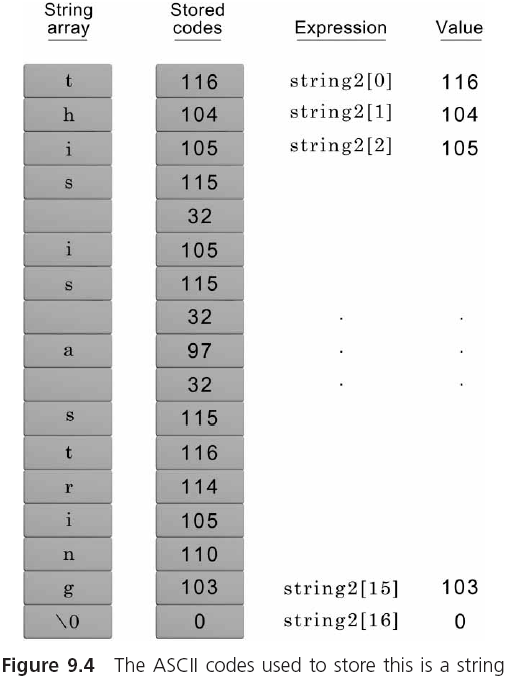 String array Stored codes Expression Value
t 116 string2[0] 116
h 104 string2[1] 104
i 105 string2[2] 105
s 115
32
i 105
s 115
32 . .
a 97 . .
32 . .
s 115
t 116
r 114
i 105
n 110
g 103 string2[15] 103
\0 0 string2[16] 0
Figure 9.4 The ASCII codes used to store this is a string